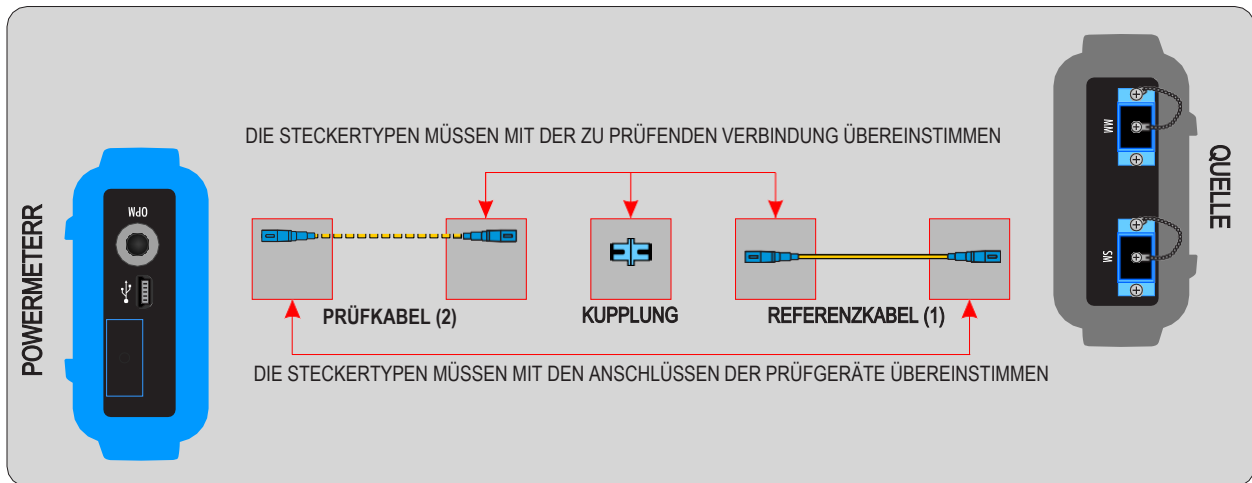 DIE STECKERTYPEN MÜSSEN MIT DER ZU PRÜFENDEN VERBINDUNG ÜBEREINSTIMMEN
POWERMETERR
OPM
PRÜFKABEL (2)
KUPPLUNG
REFERENZKABEL (1)
MM
SM
QUELLE
DIE STECKERTYPEN MÜSSEN MIT DEN ANSCHLÜSSEN DER PRÜFGERÄTE ÜBEREINSTIMMEN